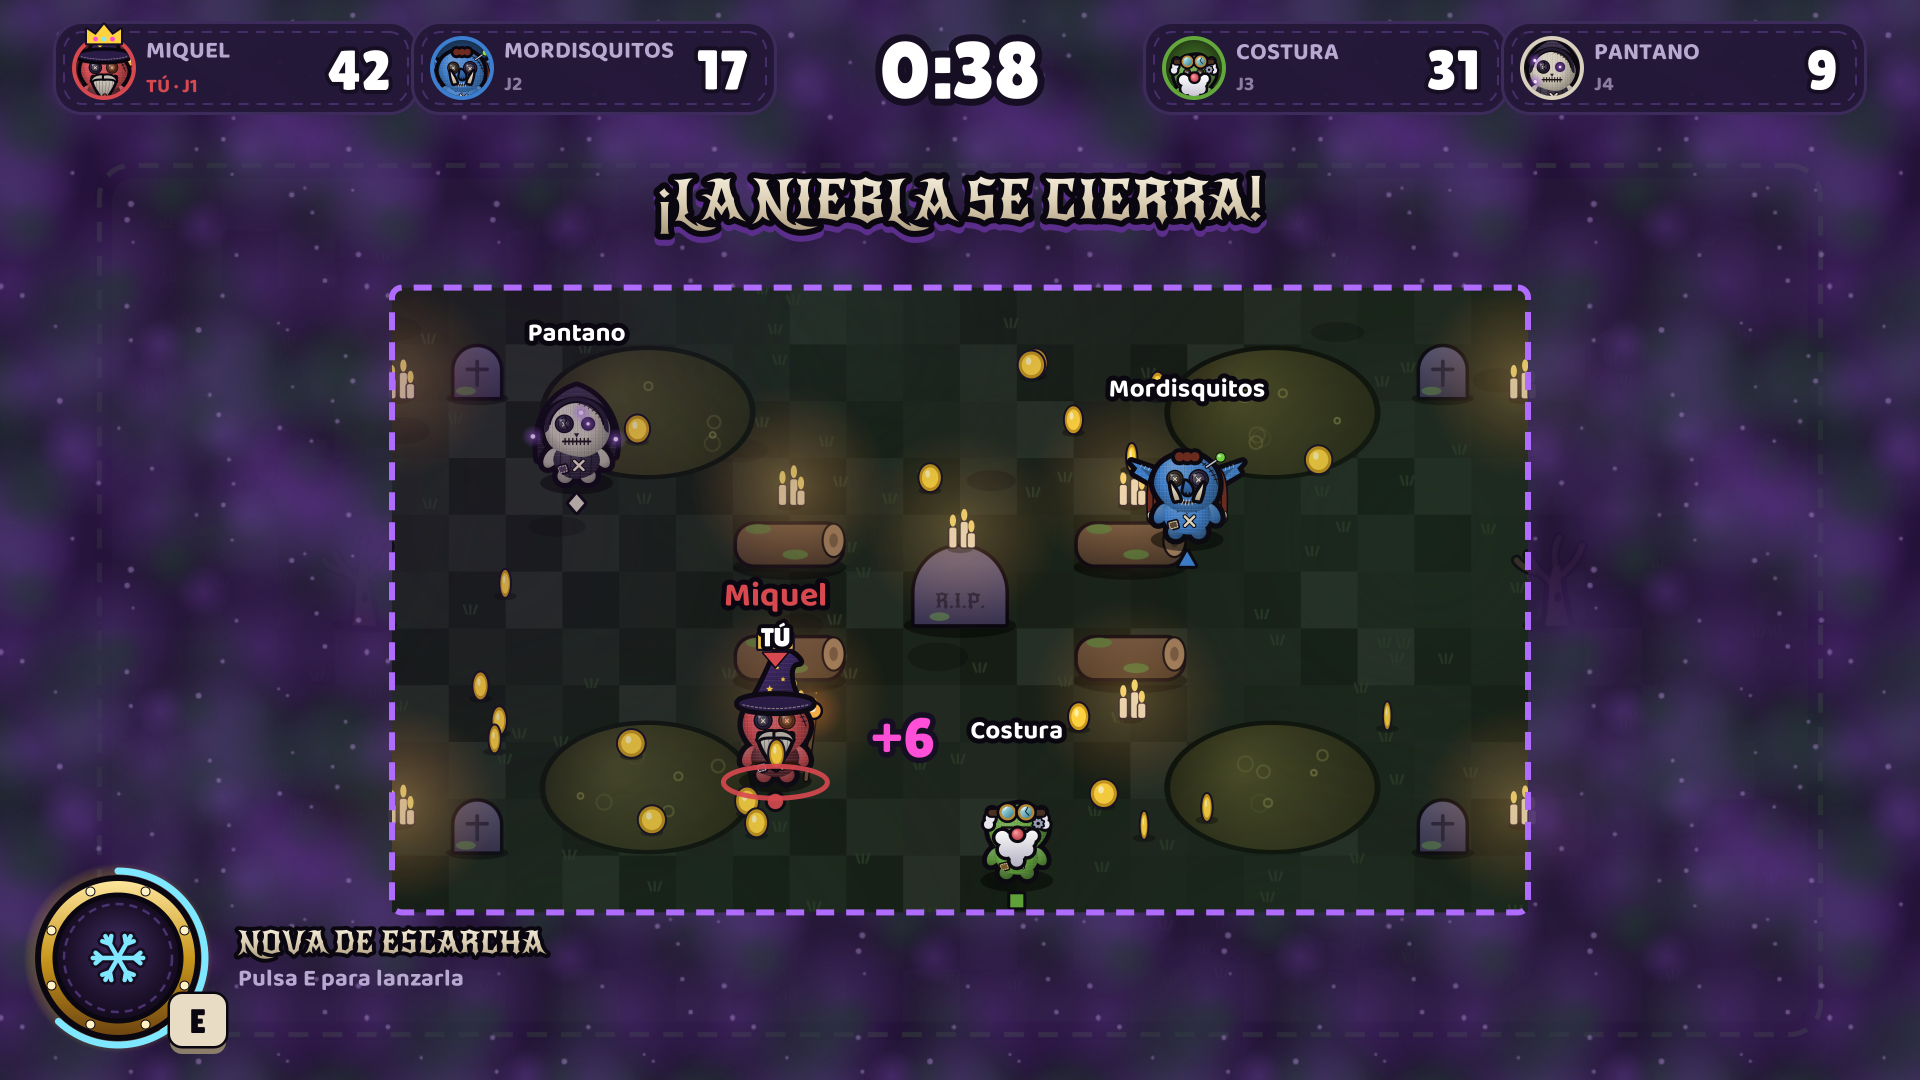 MIQUEL
TÚ · J1
42
MORDISQUITOS
J2
17
0:38
COSTURA
J3
31
PANTANO
J4
9
¡LA NIEBLA SE CIERRA!
Pantano
Mordisquitos
R.I.P.
Miquel
TÚ
+6
Costura
NOVA DE ESCARCHA
Pulsa E para lanzarla
E